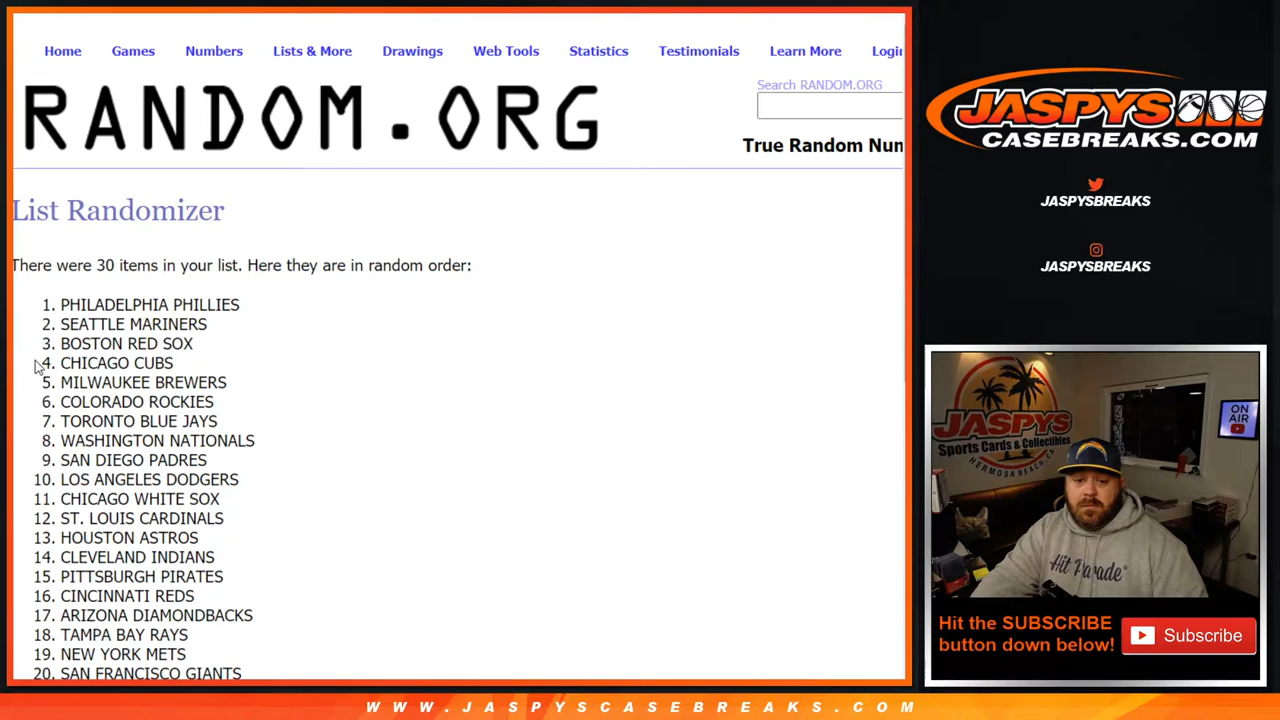 Home Games Numbers Lists & More Drawings Web Tools Statistics Testimonials Learn More Login
Search RANDOM.ORG
RANDOM.ORG
True Random Num
List Randomizer
There were 30 items in your list. Here they are in random order:
1. PHILADELPHIA PHILLIES
2. SEATTLE MARINERS
3. BOSTON RED SOX
4. CHICAGO CUBS
5. MILWAUKEE BREWERS
6. COLORADO ROCKIES
7. TORONTO BLUE JAYS
8. WASHINGTON NATIONALS
9. SAN DIEGO PADRES
10. LOS ANGELES DODGERS
11. CHICAGO WHITE SOX
12. ST. LOUIS CARDINALS
13. HOUSTON ASTROS
14. CLEVELAND INDIANS
15. PITTSBURGH PIRATES
16. CINCINNATI REDS
17. ARIZONA DIAMONDBACKS
18. TAMPA BAY RAYS
19. NEW YORK METS
20. SAN FRANCISCO GIANTS
JASPYS
CASEBREAKS.COM
JASPYSBREAKS
JASPYSBREAKS
JASPYS
Sports Cards & Collectibles
HERMOSA BEACH, CA
ON
AIR
Hit Parade
Hit the SUBSCRIBE
button down below!
Subscribe
WWW.JASPYSCASEBREAKS.COM